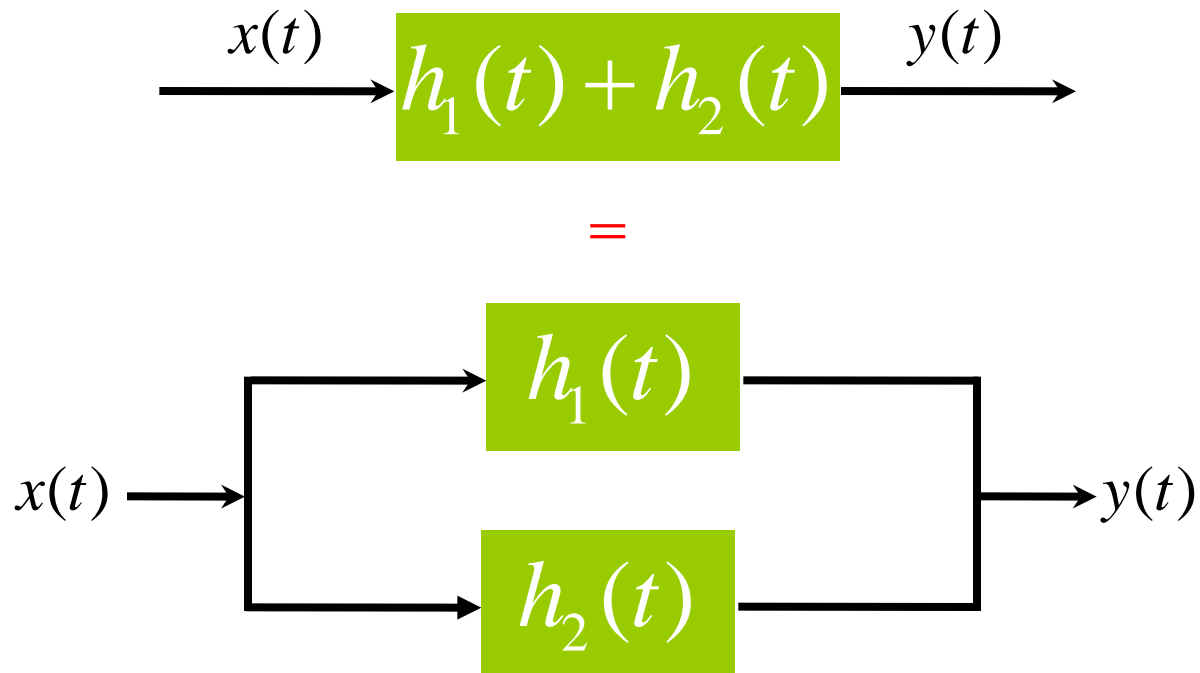 x(t) h₁(t) + h₂(t) y(t)
=
h₁(t)
x(t) y(t)
h₂(t)